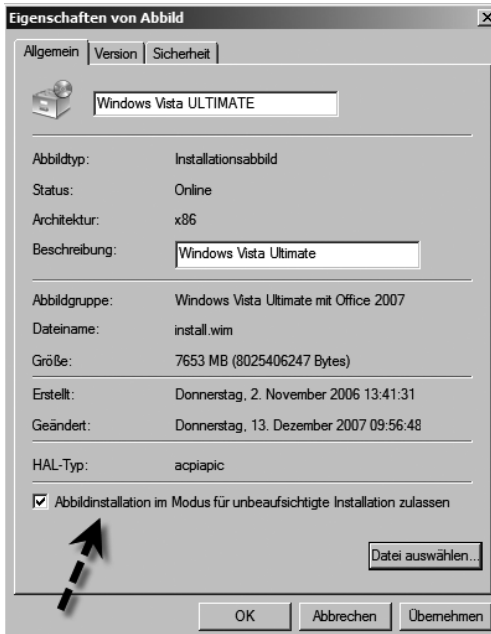 Eigenschaften von Abbild
Allgemein Version Sicherheit
Windows Vista ULTIMATE
Abbildtyp: Installationsabbild
Status: Online
Architektur: x86
Beschreibung: Windows Vista Ultimate
Abbildgruppe: Windows Vista Ultimate mit Office 2007
Dateiname: install.wim
Größe: 7653 MB (8025406247 Bytes)
Erstellt: Donnerstag, 2. November 2006 13:41:31
Geändert: Donnerstag, 13. Dezember 2007 09:56:48
HAL-Typ: acpiapic
Abbildinstallation im Modus für unbeaufsichtigte Installation zulassen
Datei auswählen...
OK Abbrechen Übernehmen